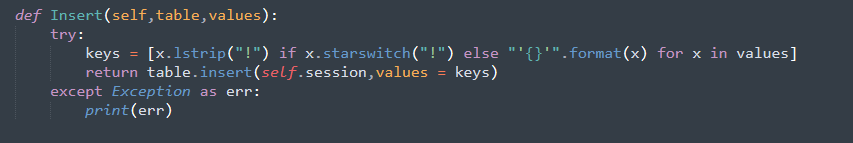 def Insert(self,table,values):
try:
keys = [x.lstrip("!") if x.starswitch("!") else "'{}'".format(x) for x in values]
return table.insert(self.session,values = keys)
except Exception as err:
print(err)